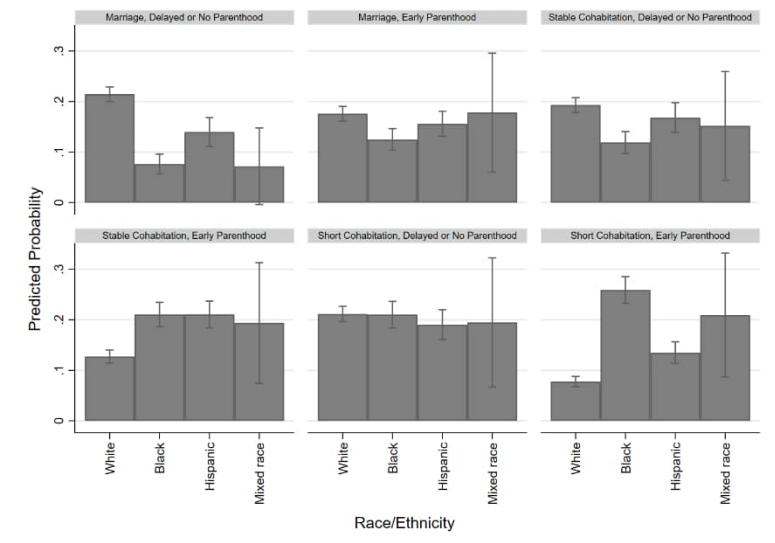 Marriage, Delayed or No Parenthood
Marriage, Early Parenthood
Stable Cohabitation, Delayed or No Parenthood
.3
.2
.1
0
Stable Cohabitation, Early Parenthood
Short Cohabitation, Delayed or No Parenthood
Short Cohabitation, Early Parenthood
.3
.2
.1
0
Predicted Probability
White
Black
Hispanic
Mixed race
White
Black
Hispanic
Mixed race
White
Black
Hispanic
Mixed race
Race/Ethnicity